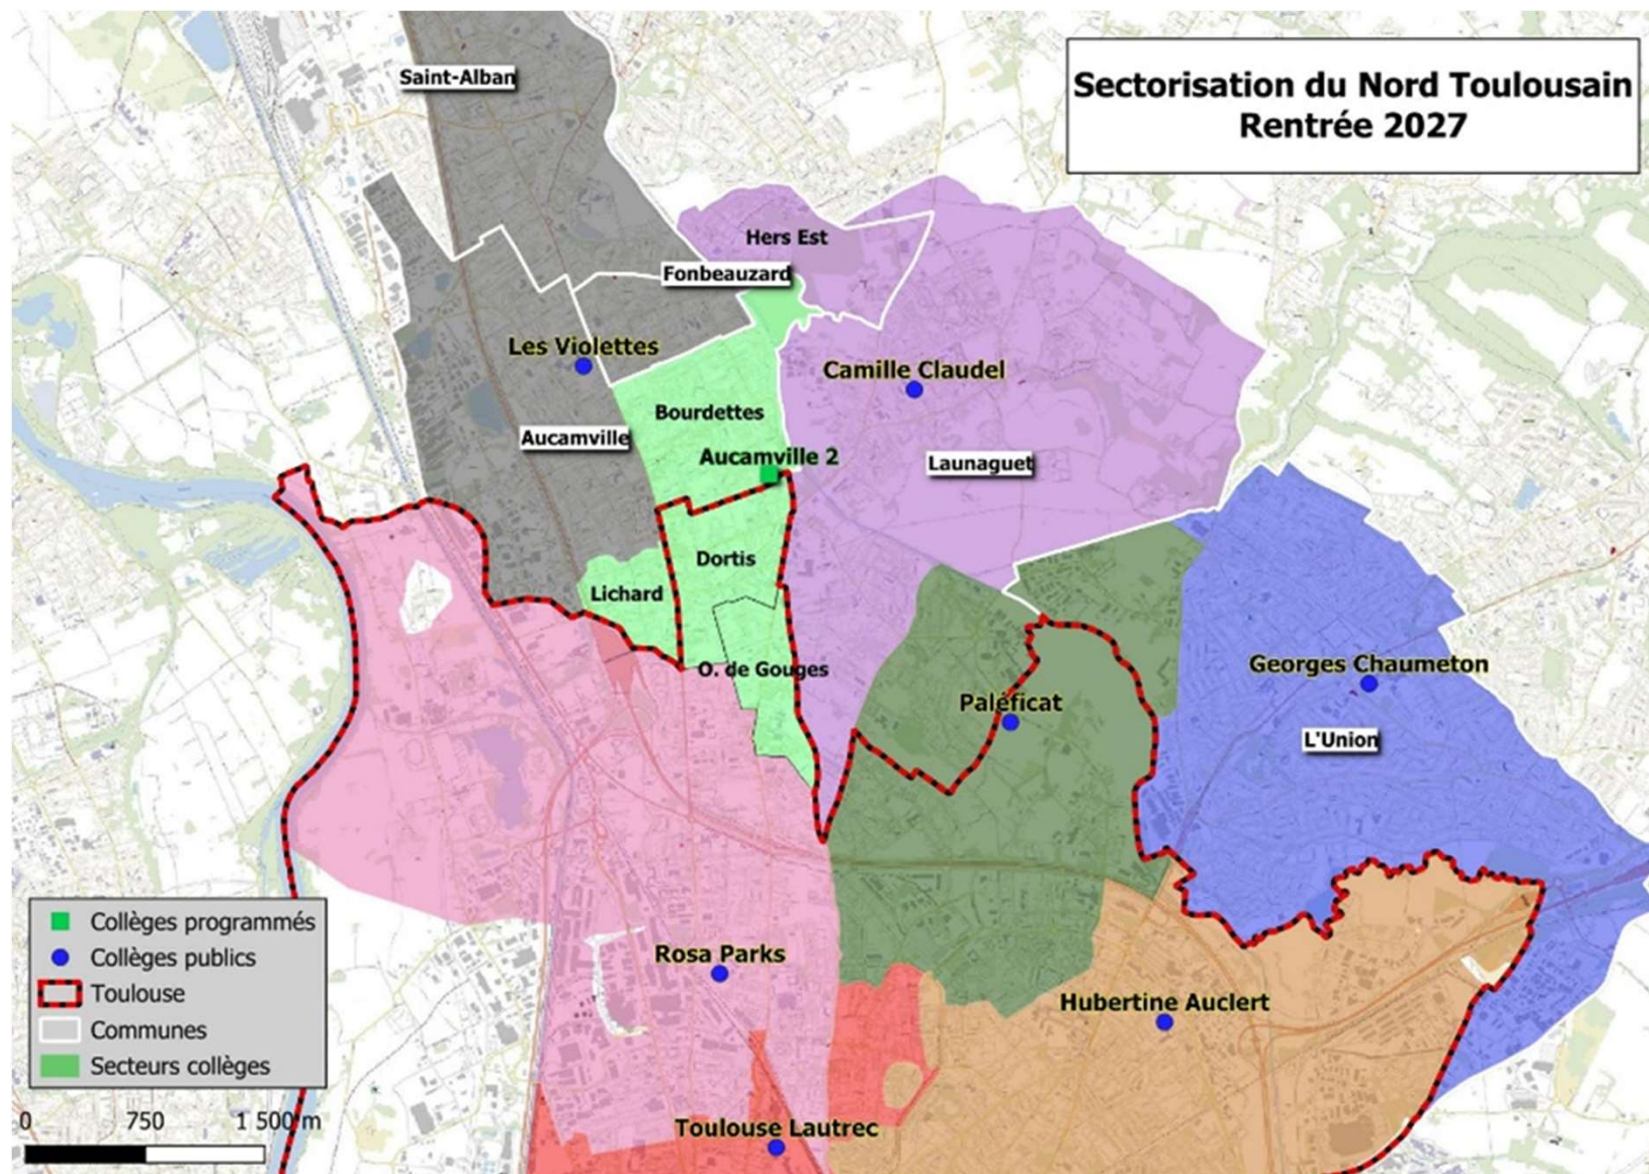 Sectorisation du Nord Toulousain
Rentrée 2027
Saint-Alban
Hers Est
Fonbeauzard
Les Violettes
Camille Claudel
Bourdettes
Aucamville
Aucamville 2
Launaguet
Dortis
Lichard
O. de Gouges
Georges Chaumeton
Paléficat
L'Union
Rosa Parks
Hubertine Auclert
Toulouse Lautrec
Collèges programmés
Collèges publics
Toulouse
Communes
Secteurs collèges
0 750 1 500 m